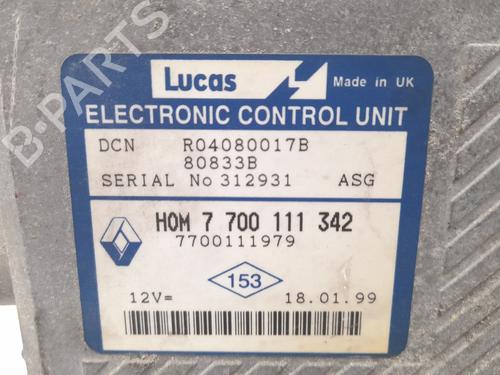 B-PARTS
Lucas
Made in UK
ELECTRONIC CONTROL UNIT
DCN R04080017B
80833B
SERIAL No 312931 ASG
HOM 7 700 111 342
7700111979
153
12V= 18.01.99